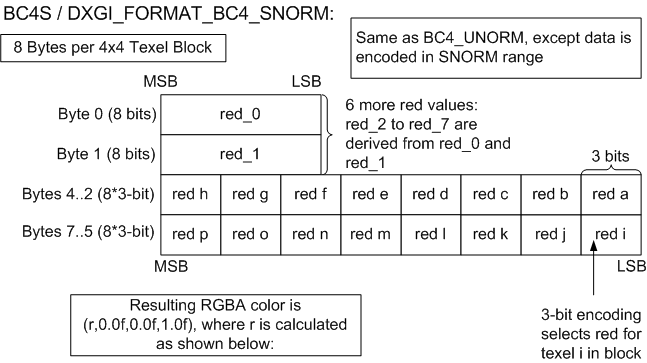 BC4S / DXGI_FORMAT_BC4_SNORM:
8 Bytes per 4x4 Texel Block
Same as BC4_UNORM, except data is
encoded in SNORM range
MSB LSB
Byte 0 (8 bits) red_0
Byte 1 (8 bits) red_1
6 more red values:
red_2 to red_7 are
derived from red_0 and
red_1
3 bits
Bytes 4..2 (8*3-bit) red h red g red f red e red d red c red b red a
Bytes 7..5 (8*3-bit) red p red o red n red m red l red k red j red i
MSB LSB
Resulting RGBA color is
(r,0.0f,0.0f,1.0f), where r is calculated
as shown below:
3-bit encoding
selects red for
texel i in block